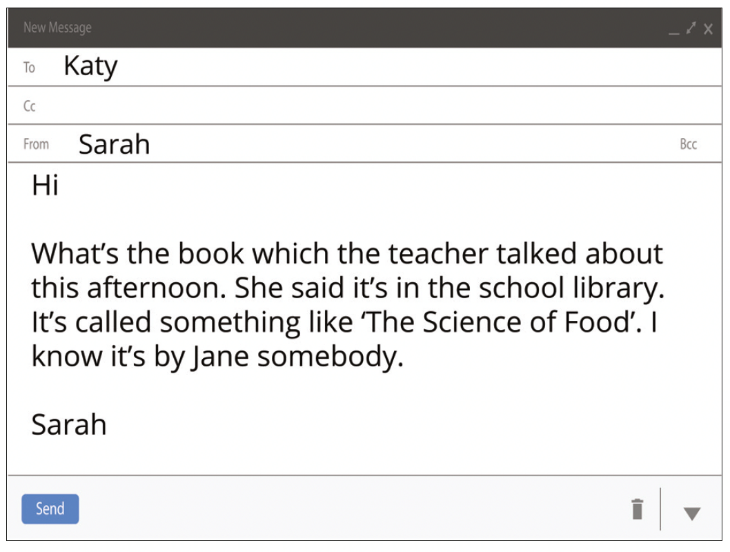 New Message
To Katy
Cc
From Sarah Bcc
Hi
What’s the book which the teacher talked about
this afternoon. She said it’s in the school library.
It’s called something like ‘The Science of Food’. I
know it’s by Jane somebody.
Sarah
Send